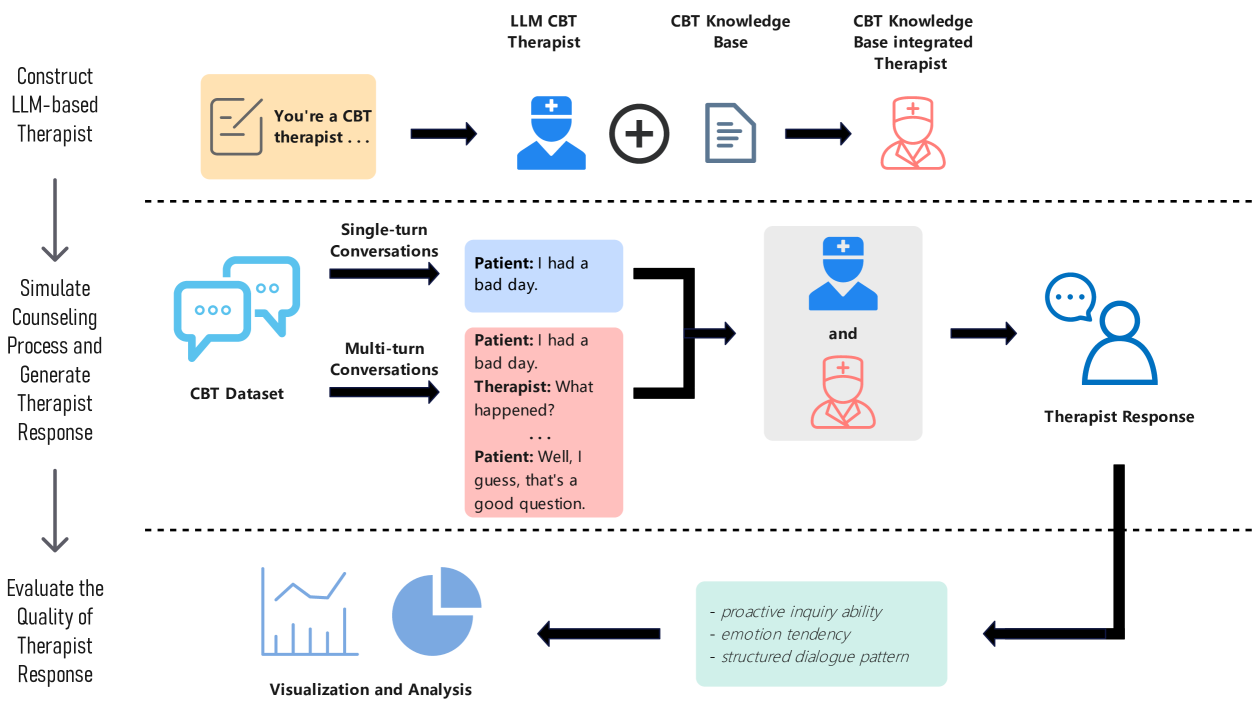 Construct
LLM-based
Therapist
You're a CBT
therapist . . .
LLM CBT
Therapist
CBT Knowledge
Base
CBT Knowledge
Base integrated
Therapist
Simulate
Counseling
Process and
Generate
Therapist
Response
CBT Dataset
Single-turn
Conversations
Multi-turn
Conversations
Patient: I had a
bad day.
Patient: I had a
bad day.
Therapist: What
happened?
. . .
Patient: Well, I
guess, that's a
good question.
and
Therapist Response
Evaluate the
Quality of
Therapist
Response
Visualization and Analysis
- proactive inquiry ability
- emotion tendency
- structured dialogue pattern